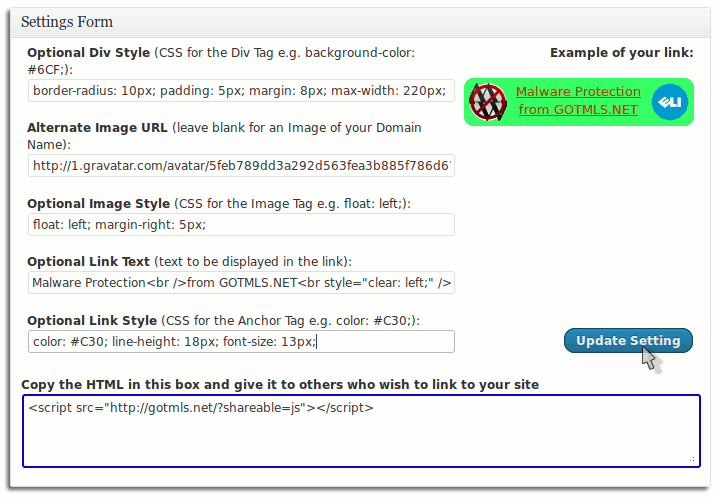 Settings Form
Optional Div Style (CSS for the Div Tag e.g. background-color:
#6CF;):
border-radius: 10px; padding: 5px; margin: 8px; max-width: 220px;
Example of your link:
Malware Protection
from GOTMLS.NET
ELI
Alternate Image URL (leave blank for an Image of your Domain
Name):
http://1.gravatar.com/avatar/5feb789dd3a292d563fea3b885f786d6
Optional Image Style (CSS for the Image Tag e.g. float: left;):
float: left; margin-right: 5px;
Optional Link Text (text to be displayed in the link):
Malware Protection<br />from GOTMLS.NET<br style="clear: left;" />
Optional Link Style (CSS for the Anchor Tag e.g. color: #C30;):
color: #C30; line-height: 18px; font-size: 13px;
Update Setting
Copy the HTML in this box and give it to others who wish to link to your site
<script src="http://gotmls.net/?shareable=js"></script>